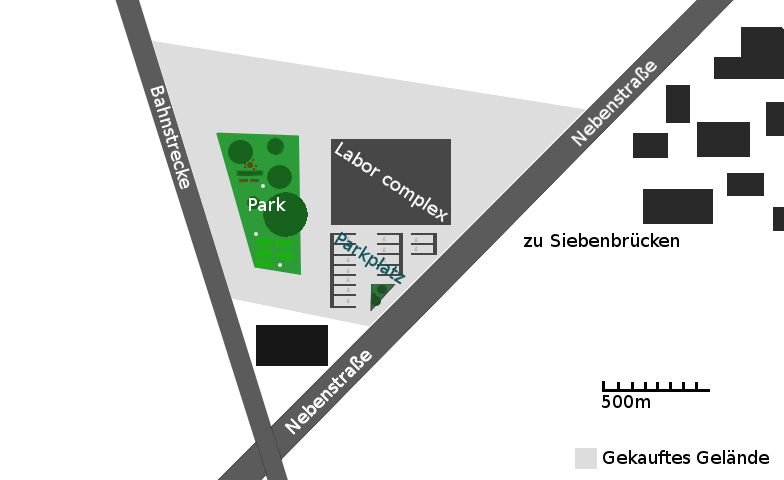 Bahnstrecke
Nebenstraße
Labor complex
Park
Parkplatz
zu Siebenbrücken
Nebenstraße
500m
Gekauftes Gelände